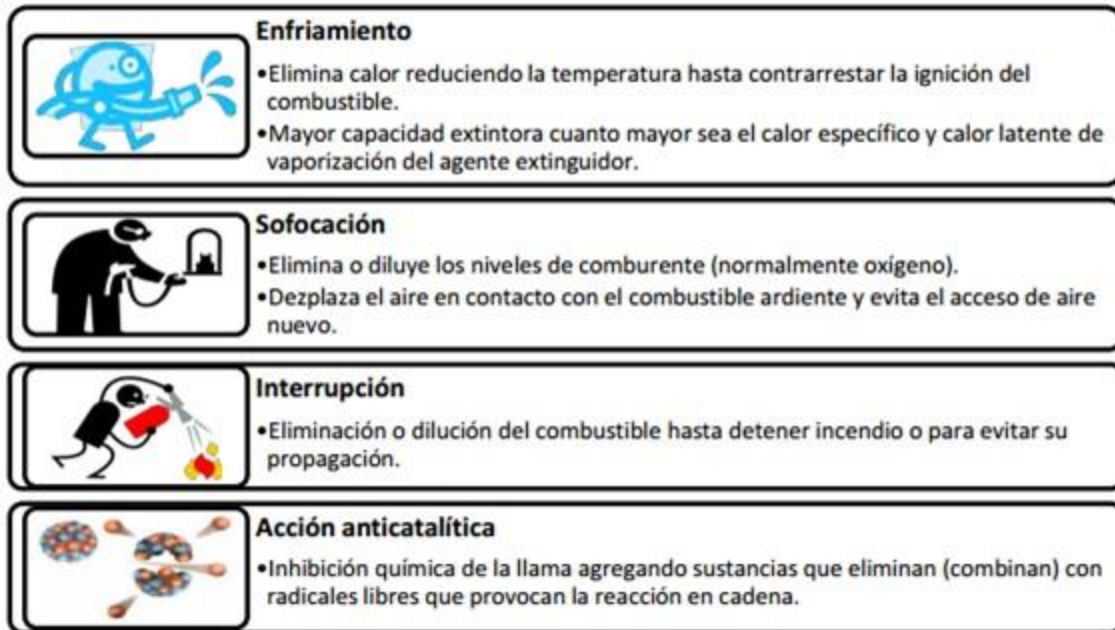 Enfriamiento
•Elimina calor reduciendo la temperatura hasta contrarrestar la ignición del
combustible.
•Mayor capacidad extintora cuanto mayor sea el calor específico y calor latente de
vaporización del agente extinguidor.
Sofocación
•Elimina o diluye los niveles de comburente (normalmente oxígeno).
•Dezplaza el aire en contacto con el combustible ardiente y evita el acceso de aire
nuevo.
Interrupción
•Eliminación o dilución del combustible hasta detener incendio o para evitar su
propagación.
Acción anticatalítica
•Inhibición química de la llama agregando sustancias que eliminan (combinan) con
radicales libres que provocan la reacción en cadena.